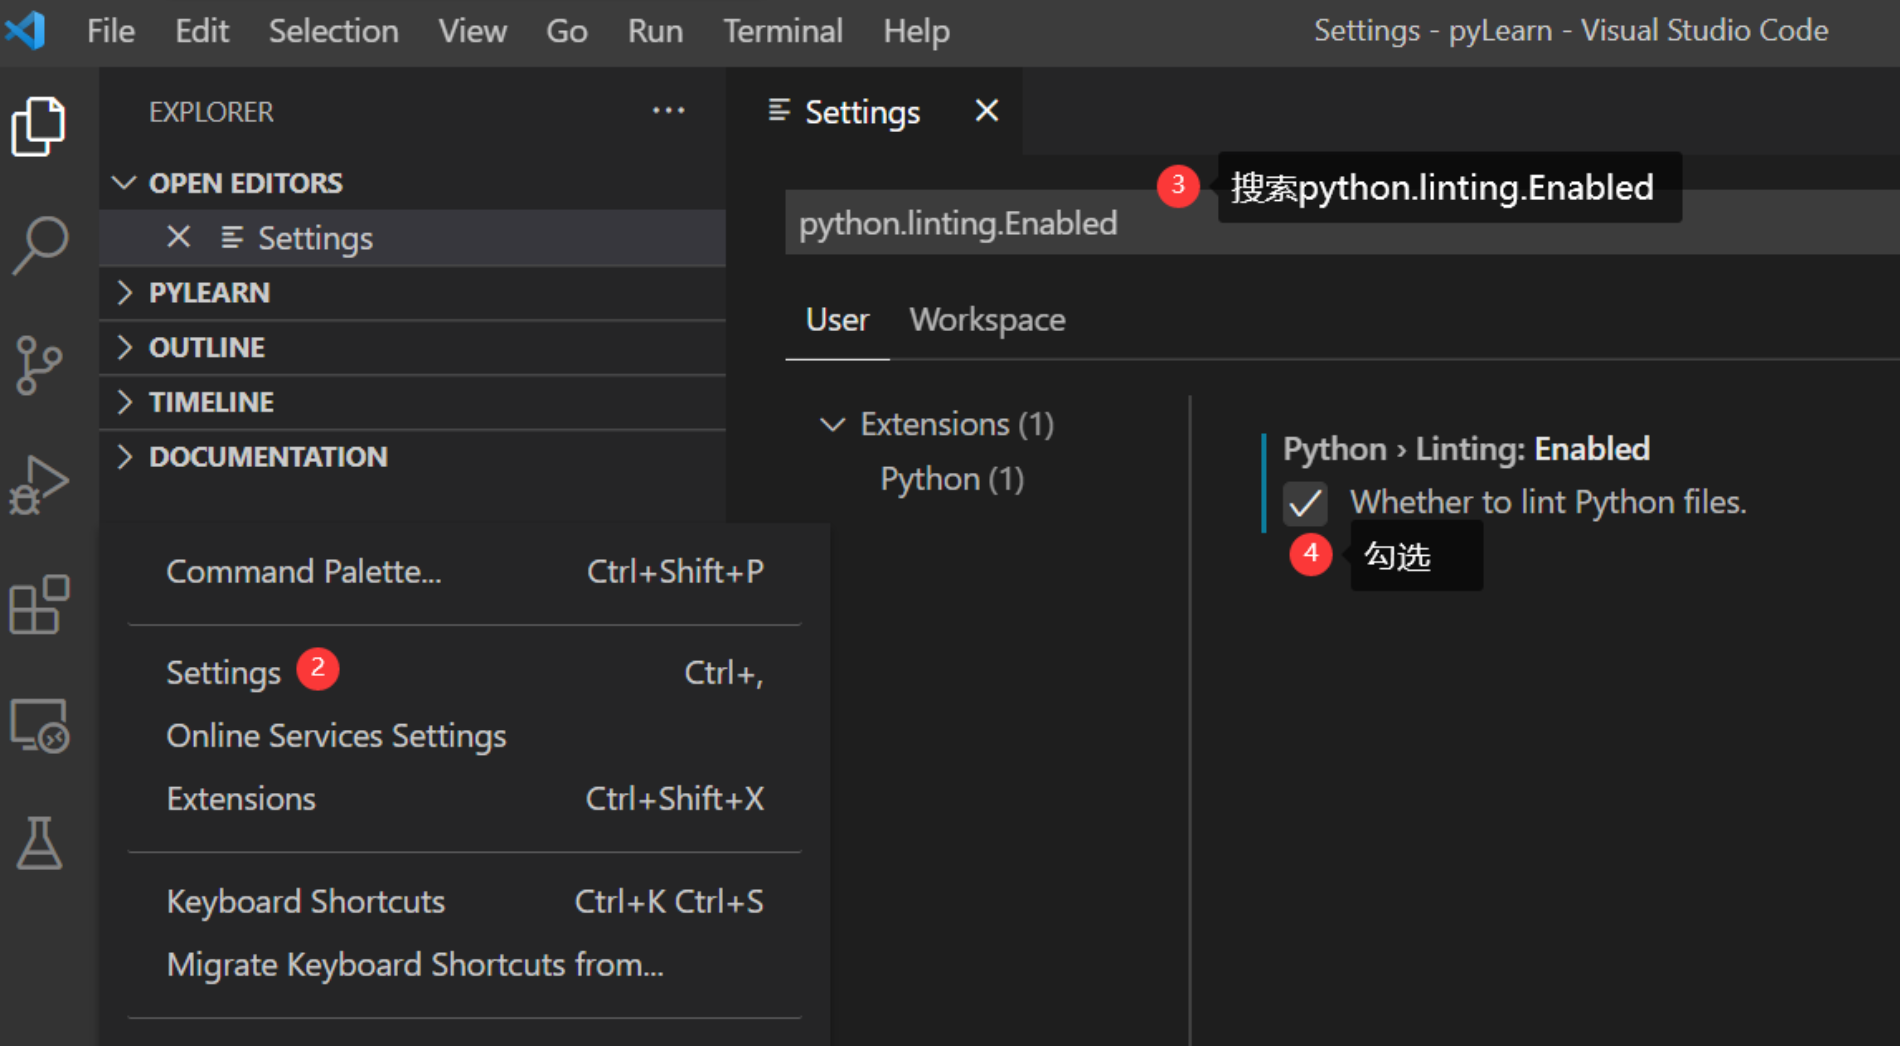 File Edit Selection View Go Run Terminal Help
Settings - pyLearn - Visual Studio Code
EXPLORER
OPEN EDITORS
Settings
PYLEARN
OUTLINE
TIMELINE
DOCUMENTATION
Command Palette... Ctrl+Shift+P
Settings 2 Ctrl+,
Online Services Settings
Extensions Ctrl+Shift+X
Keyboard Shortcuts Ctrl+K Ctrl+S
Migrate Keyboard Shortcuts from...
Settings
3 搜索python.linting.Enabled
python.linting.Enabled
User Workspace
Extensions (1)
Python (1)
Python › Linting: Enabled
Whether to lint Python files.
4 勾选